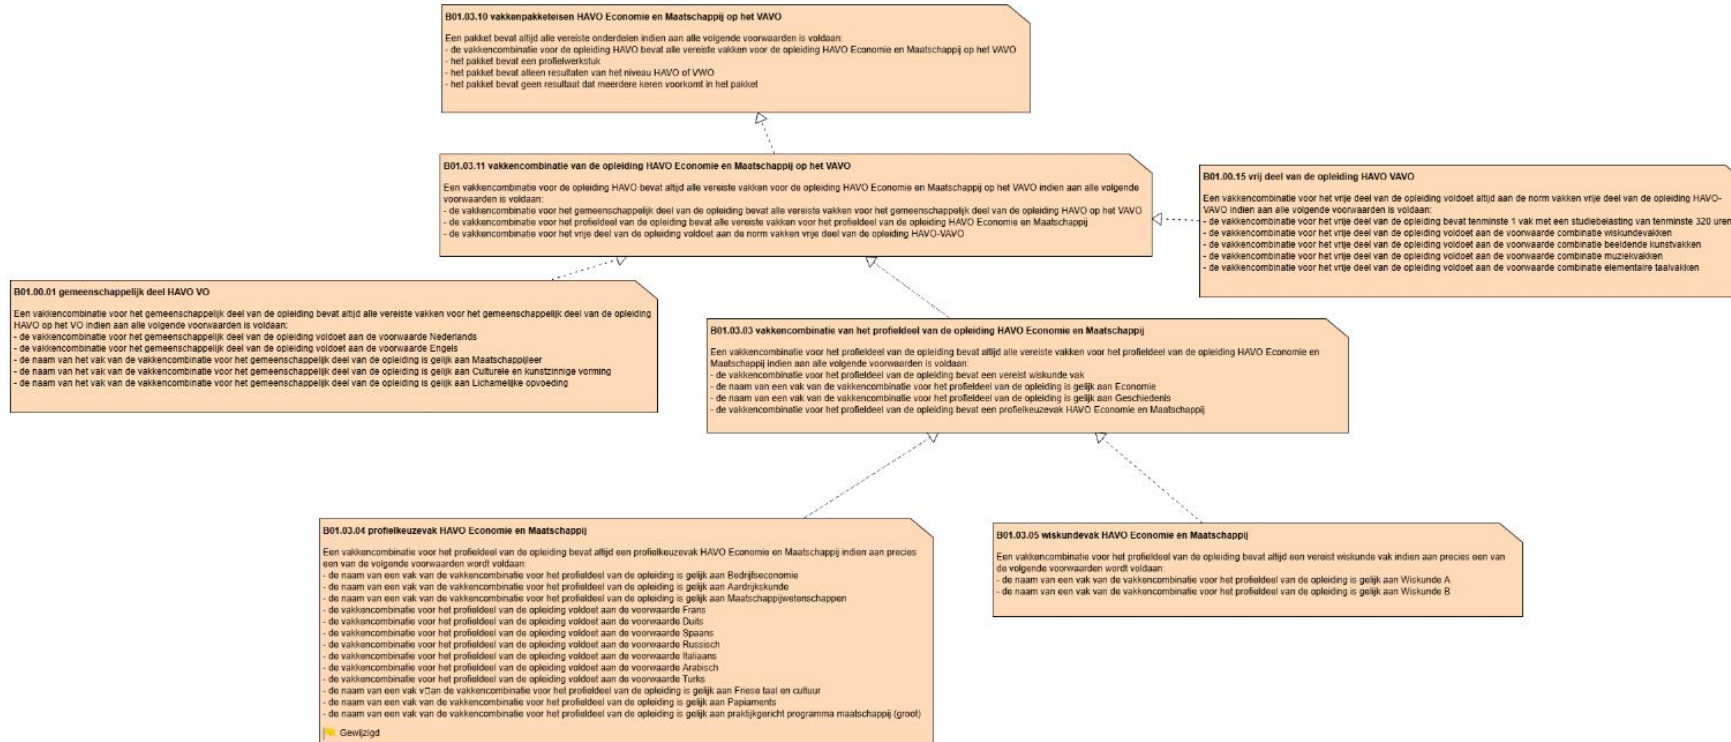 B01.03.10 vakkenpakketeisen HAVO Economie en Maatschappij op het VAVO
Een pakket bevat altijd alle vereiste onderdelen indien aan alle volgende voorwaarden is voldaan:
- de vakkencombinatie voor de opleiding HAVO bevat alle vereiste vakken voor de opleiding HAVO Economie en Maatschappij op het VAVO
- het pakket bevat een profielwerkstuk
- het pakket bevat alleen resultaten van het niveau HAVO of VWO
- het pakket bevat geen resultaat dat meerdere keren voorkomt in het pakket
B01.03.11 vakkencombinatie van de opleiding HAVO Economie en Maatschappij op het VAVO
Een vakkencombinatie voor de opleiding HAVO bevat altijd alle vereiste vakken voor de opleiding HAVO Economie en Maatschappij op het VAVO indien aan alle volgende
voorwaarden is voldaan:
- de vakkencombinatie voor het gemeenschappelijk deel van de opleiding bevat alle vereiste vakken voor het gemeenschappelijk deel van de opleiding HAVO op het VAVO
- de vakkencombinatie voor het profieldeel van de opleiding bevat alle vereiste vakken voor het profieldeel van de opleiding HAVO Economie en Maatschappij
- de vakkencombinatie voor het vrije deel van de opleiding voldoet aan de norm vakken vrije deel van de opleiding HAVO-VAVO
B01.00.15 vrij deel van de opleiding HAVO VAVO
Een vakkencombinatie voor het vrije deel van de opleiding voldoet altijd aan de norm vakken vrije deel van de opleiding HAVO-
VAVO indien aan alle volgende voorwaarden is voldaan:
- de vakkencombinatie voor het vrije deel van de opleiding bevat tenminste 1 vak met een studiebelasting van tenminste 320 uren
- de vakkencombinatie voor het vrije deel van de opleiding voldoet aan de voorwaarde combinatie wiskundevakken
- de vakkencombinatie voor het vrije deel van de opleiding voldoet aan de voorwaarde combinatie beeldende kunstvakken
- de vakkencombinatie voor het vrije deel van de opleiding voldoet aan de voorwaarde combinatie muziekvakken
- de vakkencombinatie voor het vrije deel van de opleiding voldoet aan de voorwaarde combinatie elementaire taalvakken
B01.00.01 gemeenschappelijk deel HAVO VO
Een vakkencombinatie voor het gemeenschappelijk deel van de opleiding bevat altijd alle vereiste vakken voor het gemeenschappelijk deel van de opleiding
HAVO op het VO indien aan alle volgende voorwaarden is voldaan:
- de vakkencombinatie voor het gemeenschappelijk deel van de opleiding voldoet aan de voorwaarde Nederlands
- de vakkencombinatie voor het gemeenschappelijk deel van de opleiding voldoet aan de voorwaarde Engels
- de naam van het vak van de vakkencombinatie voor het gemeenschappelijk deel van de opleiding is gelijk aan Maatschappijleer
- de naam van het vak van de vakkencombinatie voor het gemeenschappelijk deel van de opleiding is gelijk aan Culturele en kunstzinnige vorming
- de naam van het vak van de vakkencombinatie voor het gemeenschappelijk deel van de opleiding is gelijk aan Lichamelijke opvoeding
B01.03.03 vakkencombinatie van het profieldeel van de opleiding HAVO Economie en Maatschappij
Een vakkencombinatie voor het profieldeel van de opleiding bevat altijd alle vereiste vakken voor het profieldeel van de opleiding HAVO Economie en
Maatschappij indien aan alle volgende voorwaarden is voldaan:
- de vakkencombinatie voor het profieldeel van de opleiding bevat een vereist wiskunde vak
- de naam van een vak van de vakkencombinatie voor het profieldeel van de opleiding is gelijk aan Economie
- de naam van een vak van de vakkencombinatie voor het profieldeel van de opleiding is gelijk aan Geschiedenis
- de vakkencombinatie voor het profieldeel van de opleiding bevat een profielkeuzevak HAVO Economie en Maatschappij
B01.03.04 profielkeuzevak HAVO Economie en Maatschappij
Een vakkencombinatie voor het profieldeel van de opleiding bevat altijd een profielkeuzevak HAVO Economie en Maatschappij indien aan precies
een van de volgende voorwaarden wordt voldaan:
- de naam van een vak van de vakkencombinatie voor het profieldeel van de opleiding is gelijk aan Bedrijfseconomie
- de naam van een vak van de vakkencombinatie voor het profieldeel van de opleiding is gelijk aan Aardrijkskunde
- de naam van een vak van de vakkencombinatie voor het profieldeel van de opleiding is gelijk aan Maatschappijwetenschappen
- de vakkencombinatie voor het profieldeel van de opleiding voldoet aan de voorwaarde Frans
- de vakkencombinatie voor het profieldeel van de opleiding voldoet aan de voorwaarde Duits
- de vakkencombinatie voor het profieldeel van de opleiding voldoet aan de voorwaarde Spaans
- de vakkencombinatie voor het profieldeel van de opleiding voldoet aan de voorwaarde Russisch
- de vakkencombinatie voor het profieldeel van de opleiding voldoet aan de voorwaarde Italiaans
- de vakkencombinatie voor het profieldeel van de opleiding voldoet aan de voorwaarde Arabisch
- de vakkencombinatie voor het profieldeel van de opleiding voldoet aan de voorwaarde Turks
- de naam van een vak v□an de vakkencombinatie voor het profieldeel van de opleiding is gelijk aan Friese taal en cultuur
- de naam van een vak van de vakkencombinatie voor het profieldeel van de opleiding is gelijk aan Papiaments
- de naam van een vak van de vakkencombinatie voor het profieldeel van de opleiding is gelijk aan praktijkgericht programma maatschappij (groot)
Gewijzigd
B01.03.05 wiskundevak HAVO Economie en Maatschappij
Een vakkencombinatie voor het profieldeel van de opleiding bevat altijd een vereist wiskunde vak indien aan precies een van
de volgende voorwaarden wordt voldaan:
- de naam van een vak van de vakkencombinatie voor het profieldeel van de opleiding is gelijk aan Wiskunde A
- de naam van een vak van de vakkencombinatie voor het profieldeel van de opleiding is gelijk aan Wiskunde B